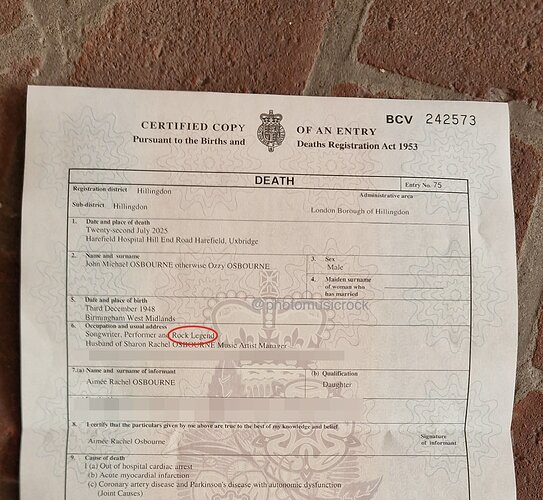 BCV 242573
CERTIFIED COPY OF AN ENTRY
Pursuant to the Births and Deaths Registration Act 1953
DEATH
Entry No. 75
Registration district Hillingdon
Administrative area
Sub-district Hillingdon
London Borough of Hillingdon
1. Date and place of death
Twenty-second July 2025
Harefield Hospital Hill End Road Harefield, Uxbridge
2. Name and surname
John Michael OSBOURNE otherwise Ozzy OSBOURNE
3. Sex
Male
4. Maiden surname
of woman who
has married
5. Date and place of birth
Third December 1948
Birmingham West Midlands
@phblomusicrock
6. Occupation and usual address
Songwriter, Performer and Rock Legend
Husband of Sharon Rachel OSBOURNE Music Artist Manager
7.(a) Name and surname of informant
Aimée Rachel OSBOURNE
(b) Qualification
Daughter
8. I certify that the particulars given by me above are true to the best of my knowledge and belief
Aimée Rachel Osbourne
Signature
of informant
9. Cause of death
I (a) Out of hospital cardiac arrest
(b) Acute myocardial infarction
(c) Coronary artery disease and Parkinson's disease with autonomic dysfunction
(Joint Causes)